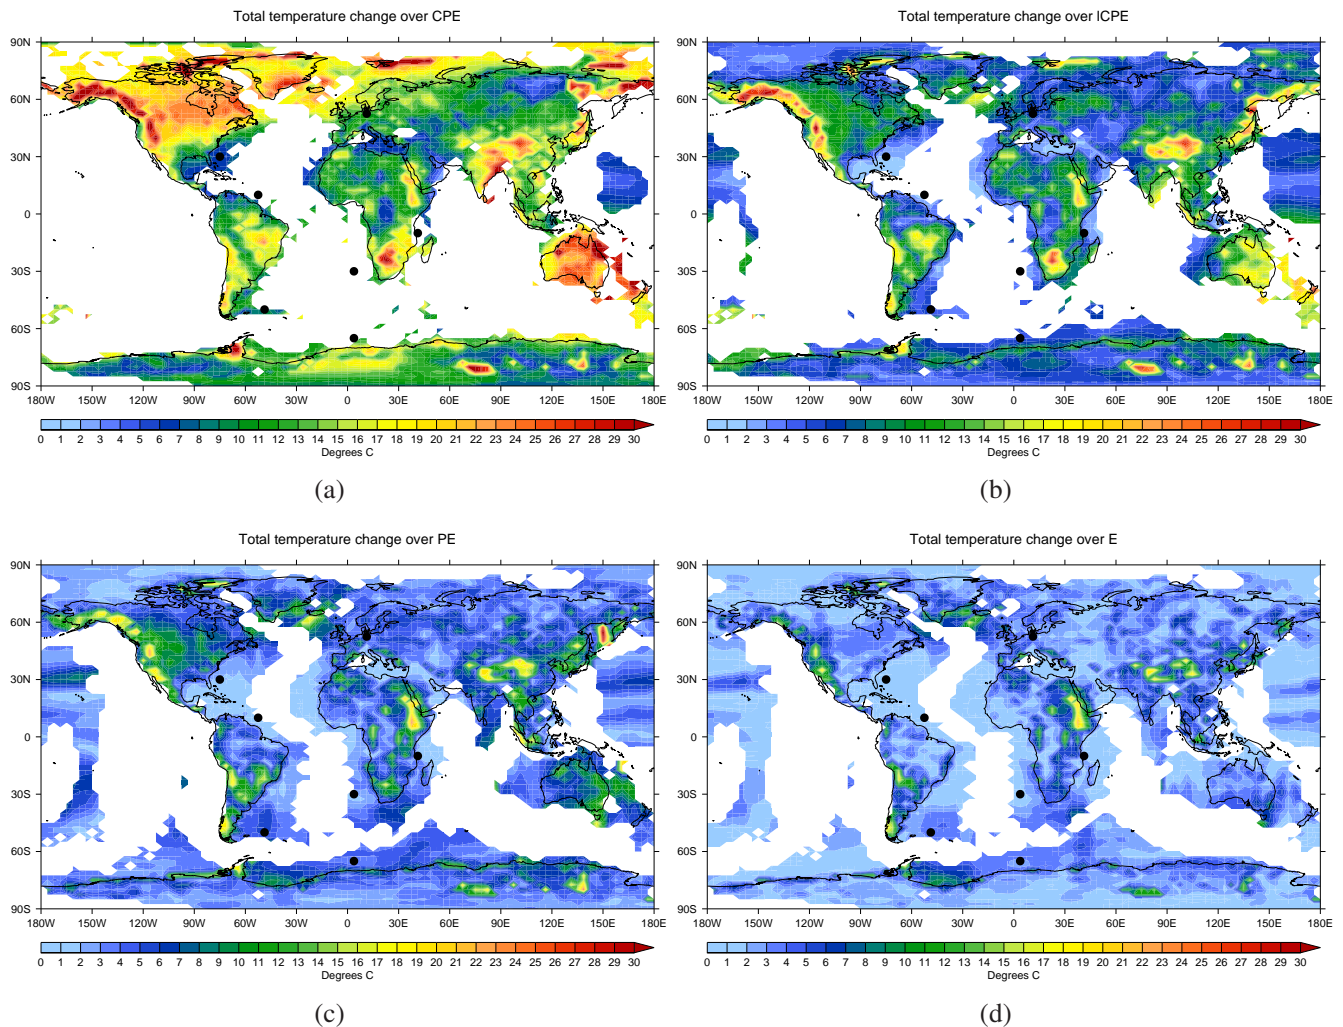 Total temperature change over CPE
90N
60N
30N
0
30S
60S
90S
180W 150W 120W 90W 60W 30W 0 30E 60E 90E 120E 150E 180E
0 1 2 3 4 5 6 7 8 9 10 11 12 13 14 15 16 17 18 19 20 21 22 23 24 25 26 27 28 29 30
Degrees C
(a)
Total temperature change over lCPE
90N
60N
30N
0
30S
60S
90S
180W 150W 120W 90W 60W 30W 0 30E 60E 90E 120E 150E 180E
0 1 2 3 4 5 6 7 8 9 10 11 12 13 14 15 16 17 18 19 20 21 22 23 24 25 26 27 28 29 30
Degrees C
(b)
Total temperature change over PE
90N
60N
30N
0
30S
60S
90S
180W 150W 120W 90W 60W 30W 0 30E 60E 90E 120E 150E 180E
0 1 2 3 4 5 6 7 8 9 10 11 12 13 14 15 16 17 18 19 20 21 22 23 24 25 26 27 28 29 30
Degrees C
(c)
Total temperature change over E
90N
60N
30N
0
30S
60S
90S
180W 150W 120W 90W 60W 30W 0 30E 60E 90E 120E 150E 180E
0 1 2 3 4 5 6 7 8 9 10 11 12 13 14 15 16 17 18 19 20 21 22 23 24 25 26 27 28 29 30
Degrees C
(d)